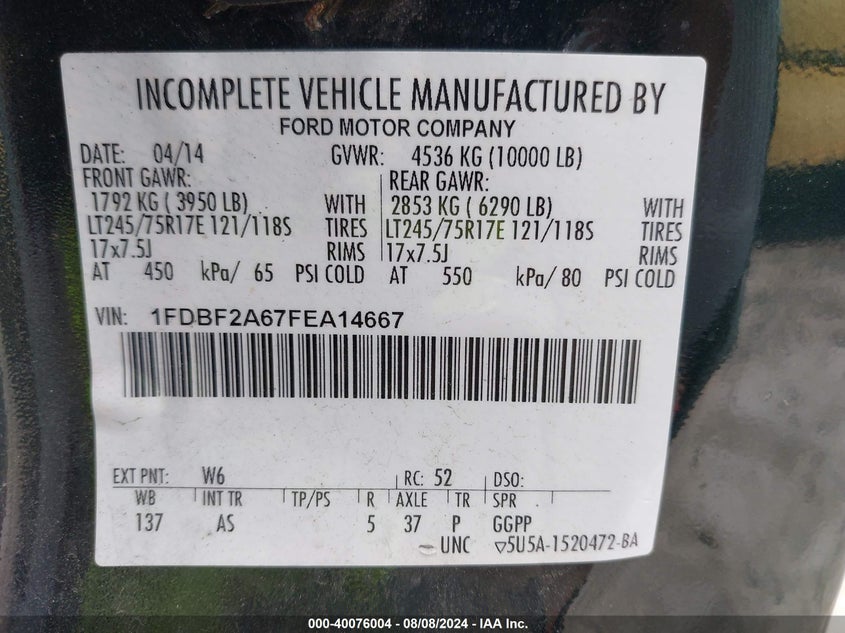 INCOMPLETE VEHICLE MANUFACTURED BY
FORD MOTOR COMPANY
DATE: 04/14 GVWR: 4536 KG (10000 LB)
FRONT GAWR: REAR GAWR:
1792 KG ( 3950 LB) WITH 2853 KG ( 6290 LB) WITH
LT245/75R17E 121/118S TIRES LT245/75R17E 121/118S TIRES
17x7.5J RIMS 17x7.5J RIMS
AT 450 kPa/ 65 PSI COLD AT 550 kPa/ 80 PSI COLD
VIN: 1FDBF2A67FEA14667
EXT PNT: W6 RC: 52 DSO:
WB INT TR TP/PS R AXLE TR SPR
137 AS 5 37 P GGPP
UNC ▽5U5A-1520472-BA
000-40076004 - 08/08/2024 - IAA Inc.